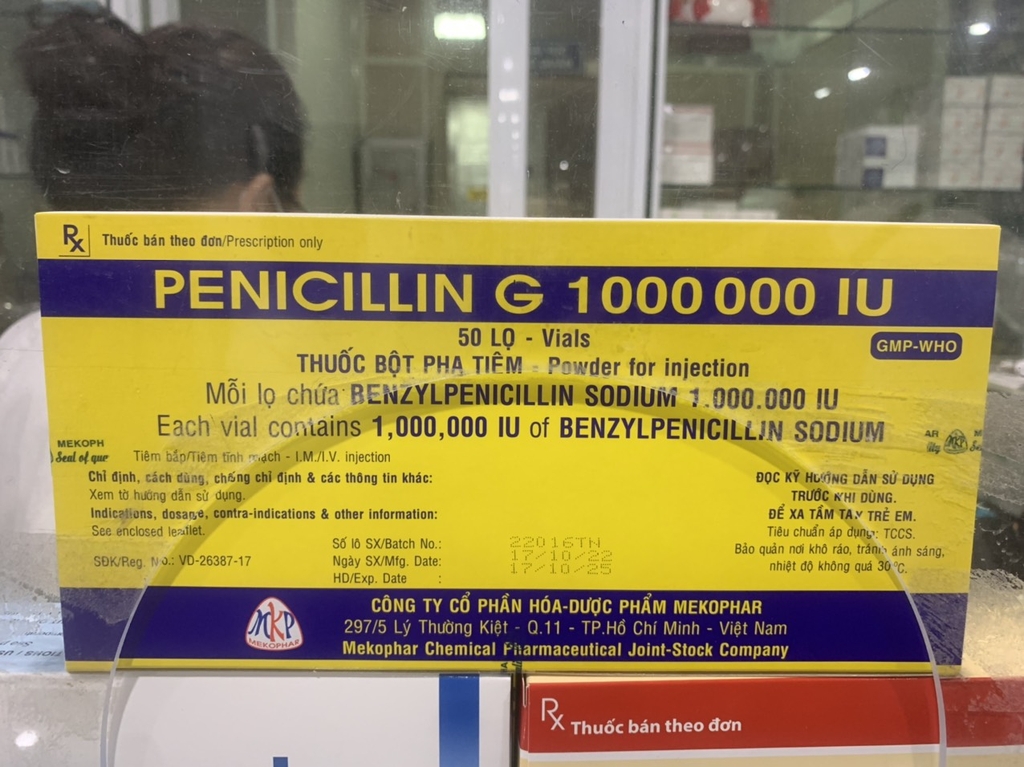 Rx Thuốc bán theo đơn/Prescription only
PENICILLIN G 1000 000 IU
50 LỌ - Vials
GMP-WHO
THUỐC BỘT PHA TIÊM - Powder for injection
Mỗi lọ chứa BENZYLPENICILLIN SODIUM 1.000.000 IU
Each vial contains 1,000,000 IU of BENZYLPENICILLIN SODIUM
MEKOPH
Seal of que
AR MKP
Tiêm bắp/Tiêm tĩnh mạch - I.M./I.V. injection
Chỉ định, cách dùng, chống chỉ định & các thông tin khác:
Xem tờ hướng dẫn sử dụng.
Indications, dosage, contra-indications & other information:
See enclosed leaflet.
SĐK/Reg. No.: VD-26387-17
Số lô SX/Batch No.: 22016TN
Ngày SX/Mfg. Date: 17/10/22
HD/Exp. Date : 17/10/25
ĐỌC KỸ HƯỚNG DẪN SỬ DỤNG
TRƯỚC KHI DÙNG.
ĐỂ XA TẦM TAY TRẺ EM.
Tiêu chuẩn áp dụng: TCCS.
Bảo quản nơi khô ráo, tránh ánh sáng,
nhiệt độ không quá 30°C.
MKP
MEKOPHAR
CÔNG TY CỔ PHẦN HÓA-DƯỢC PHẨM MEKOPHAR
297/5 Lý Thường Kiệt - Q.11 - TP.Hồ Chí Minh - Việt Nam
Mekophar Chemical Pharmaceutical Joint-Stock Company
Rx Thuốc bán theo đơn